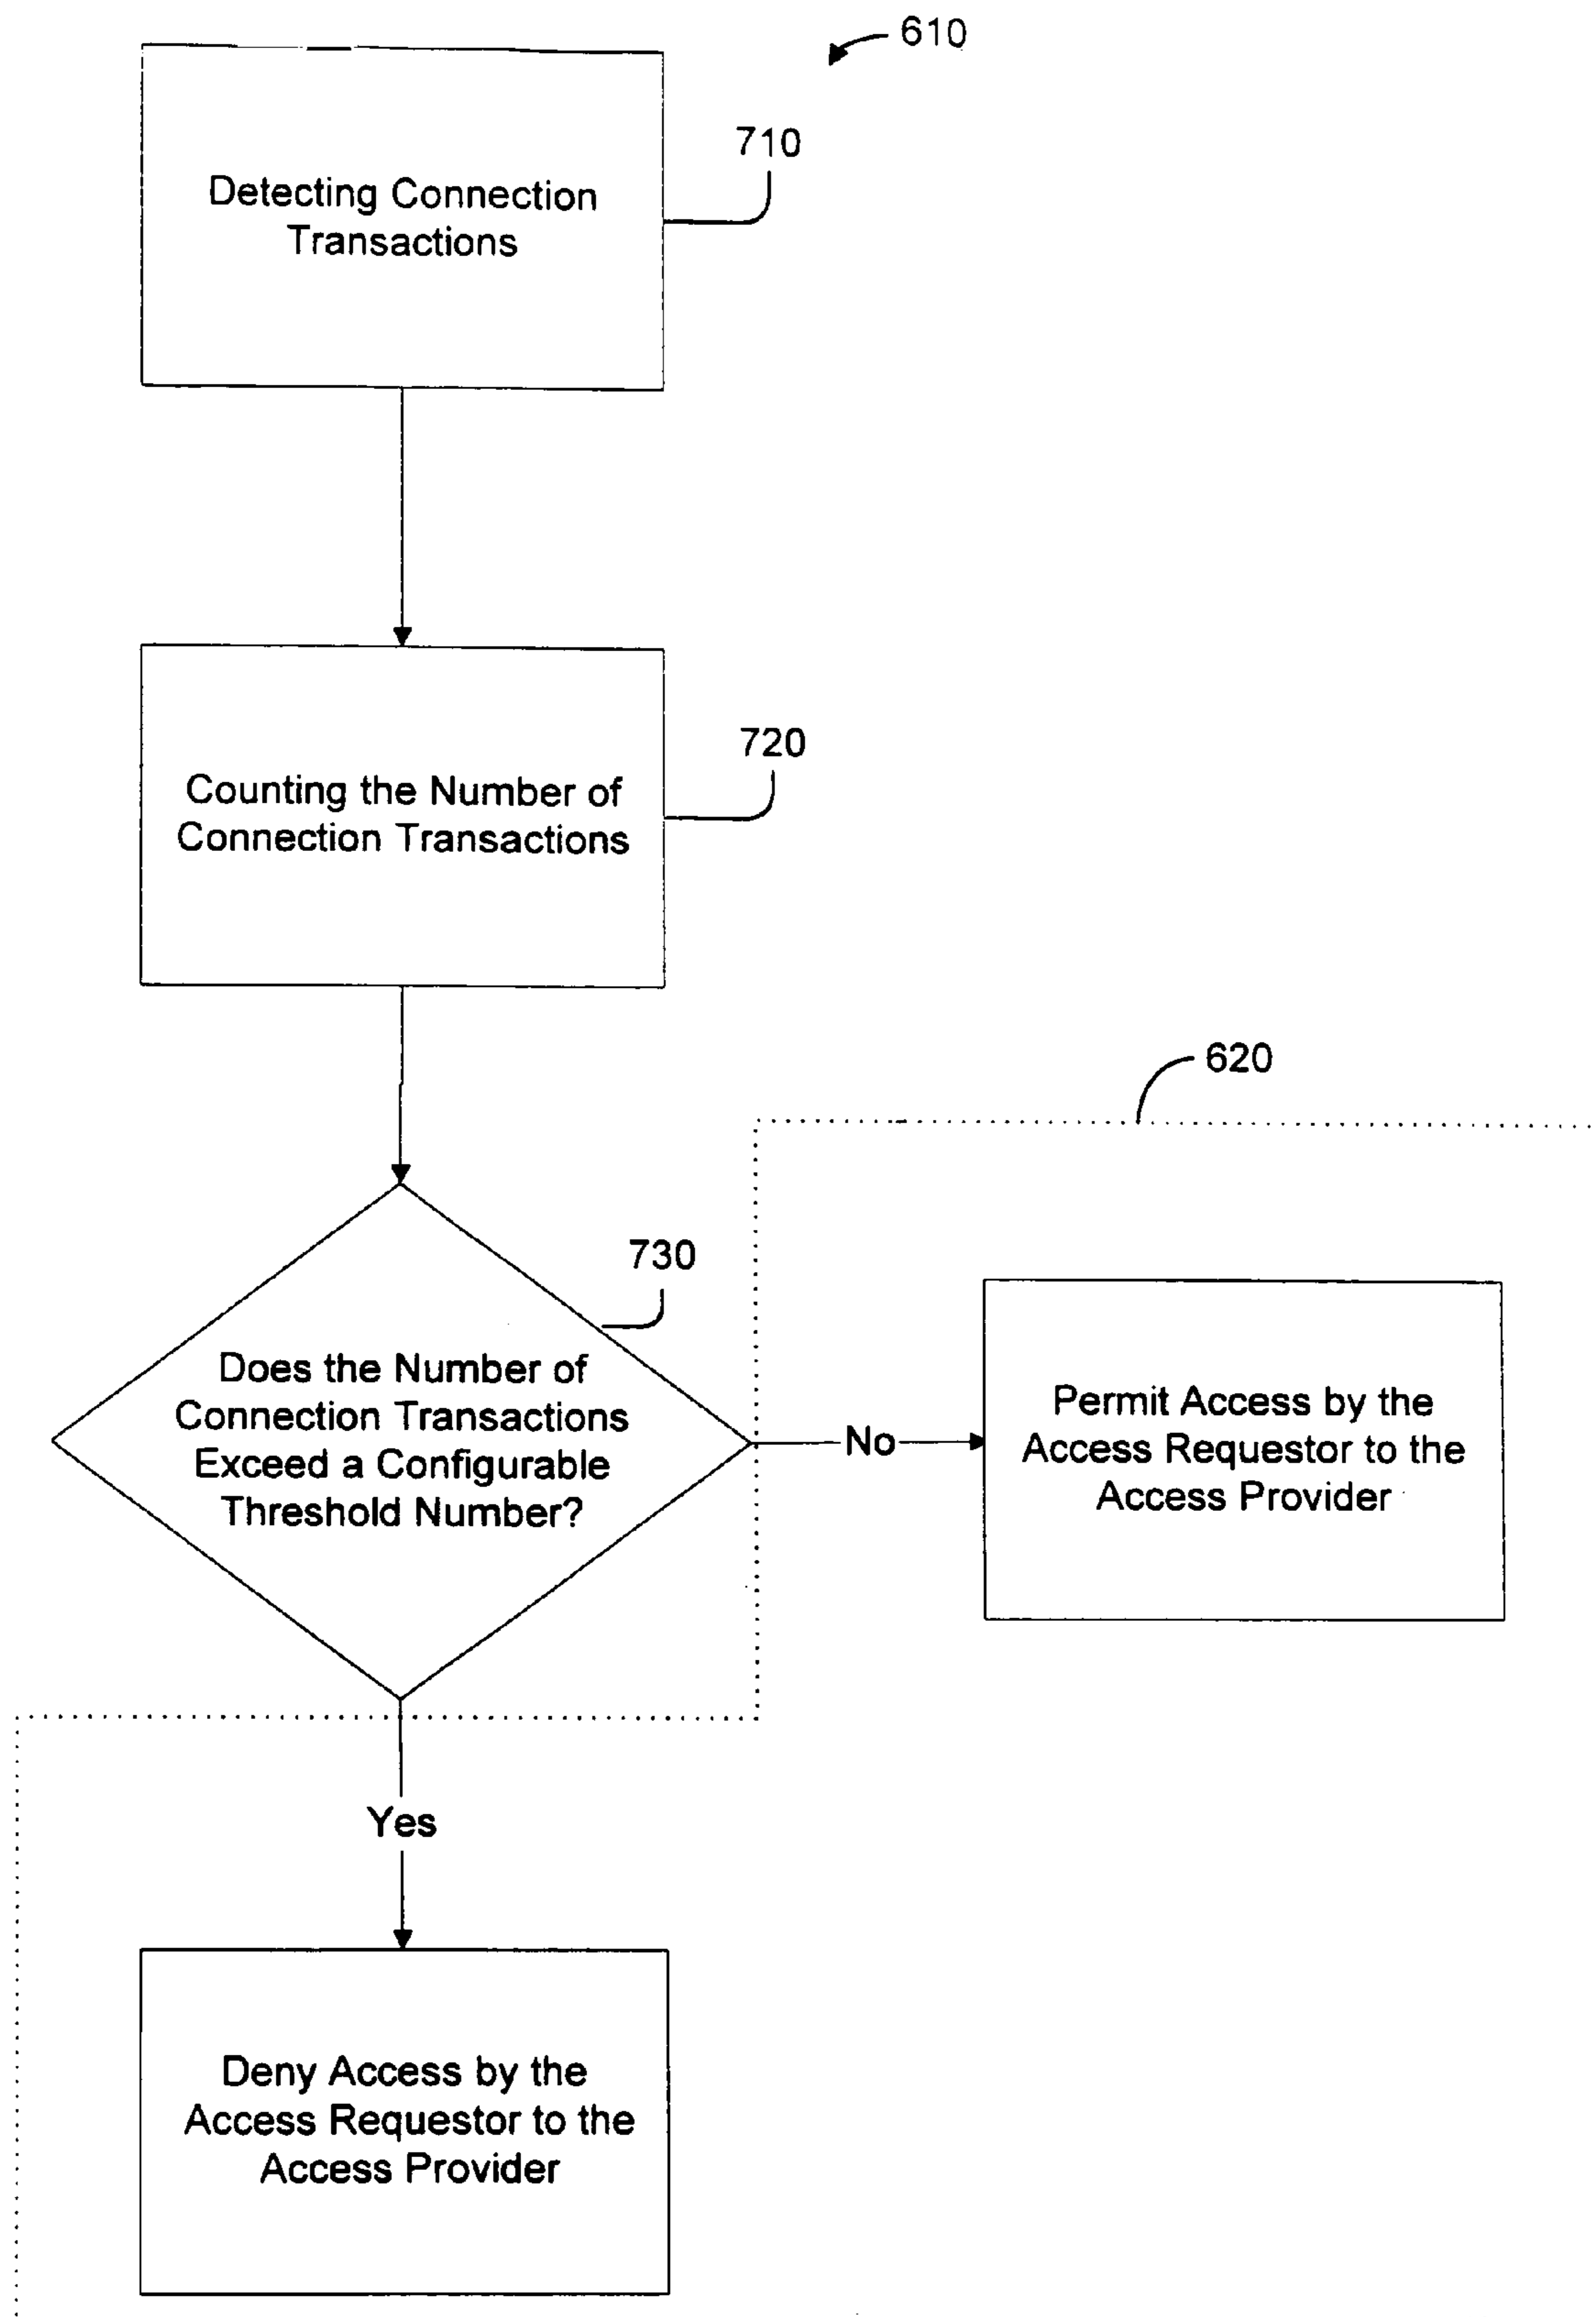 610
710
Detecting Connection
Transactions
720
Counting the Number of
Connection Transactions
620
730
Does the Number of
Connection Transactions
Exceed a Configurable
Threshold Number?
No
Permit Access by the
Access Requestor to the
Access Provider
Yes
Deny Access by the
Access Requestor to the
Access Provider